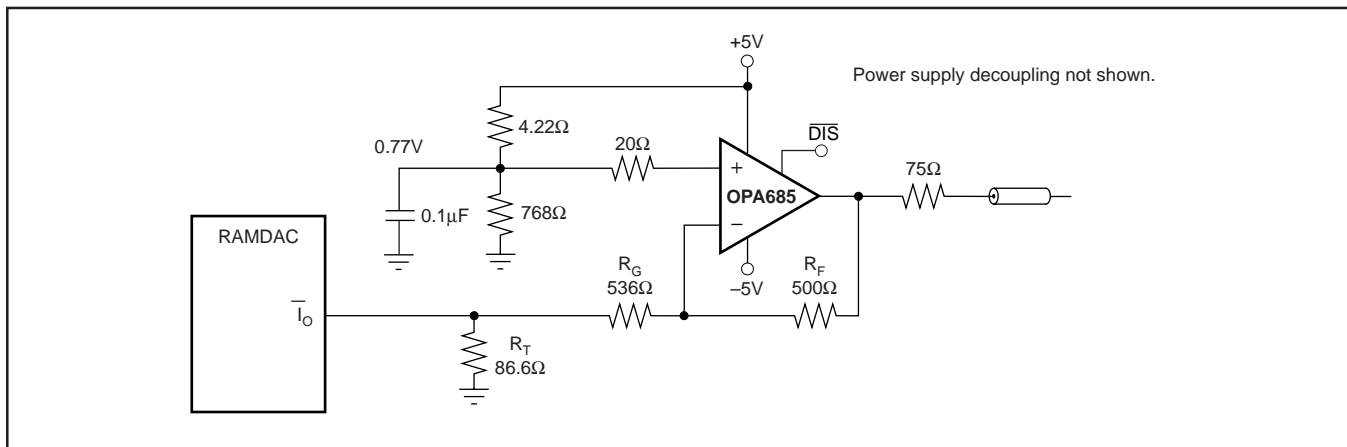 +5V
Power supply decoupling not shown.
4.22Ω
DIS
0.77V
20Ω
75Ω
+
OPA685
0.1µF
768Ω
–
RAMDAC
R_G
536Ω
–5V
R_F
500Ω
I_O
R_T
86.6Ω